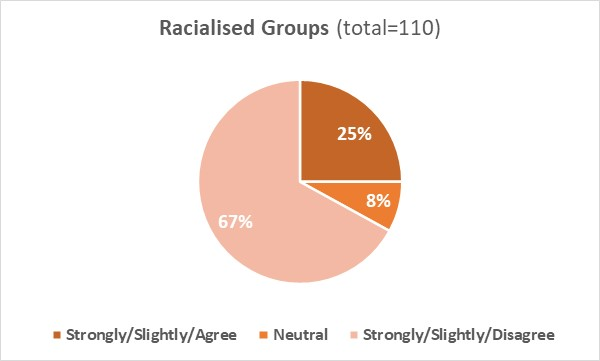 Racialised Groups (total=110)
25%
8%
67%
Strongly/Slightly/Agree Neutral Strongly/Slightly/Disagree